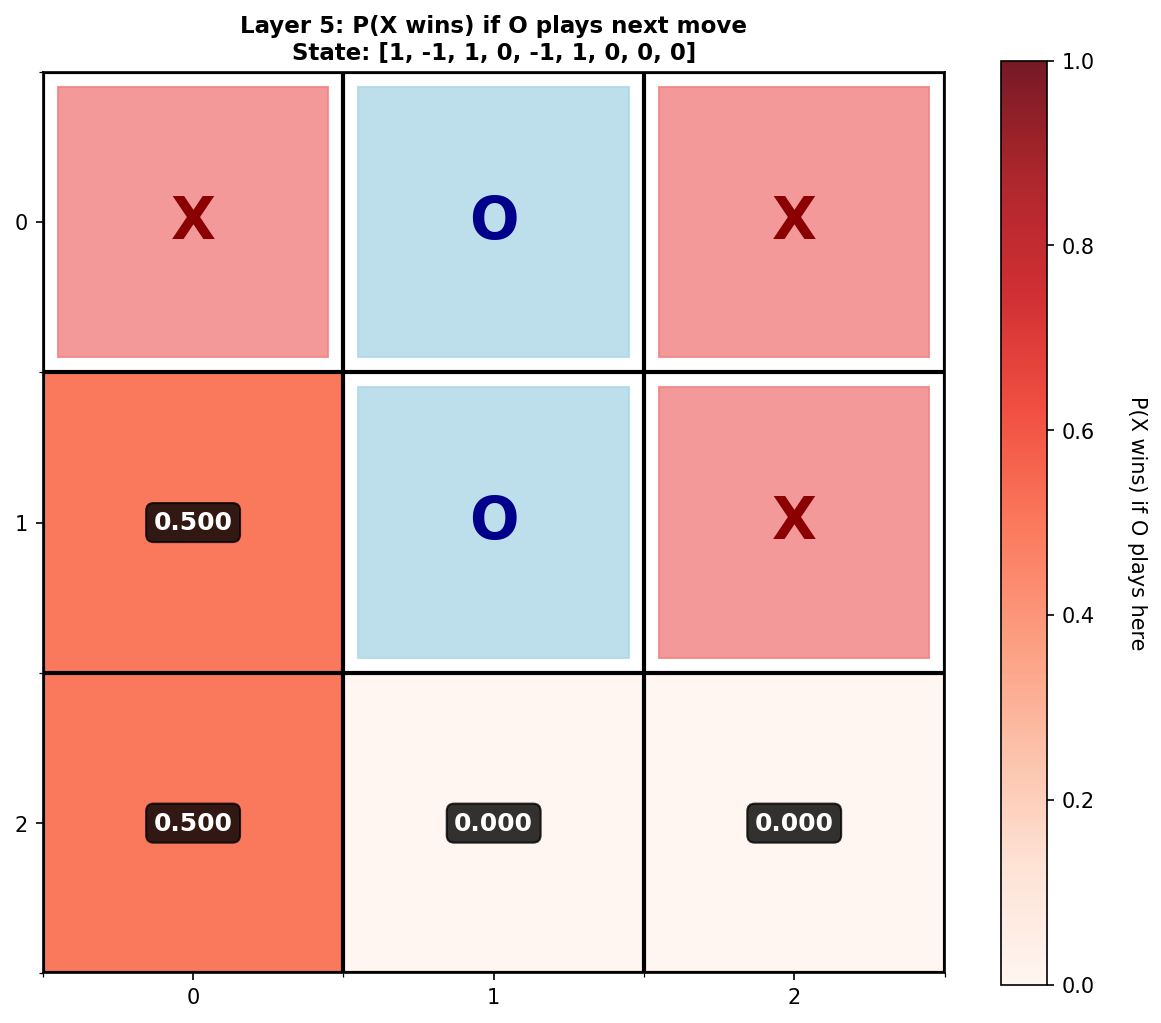 Layer 5: P(X wins) if O plays next move
State: [1, -1, 1, 0, -1, 1, 0, 0, 0]
0
X
O
X
1
0.500
O
X
2
0.500
0.000
0.000
0
1
2
1.0
0.8
0.6
0.4
0.2
0.0
P(X wins) if O plays here